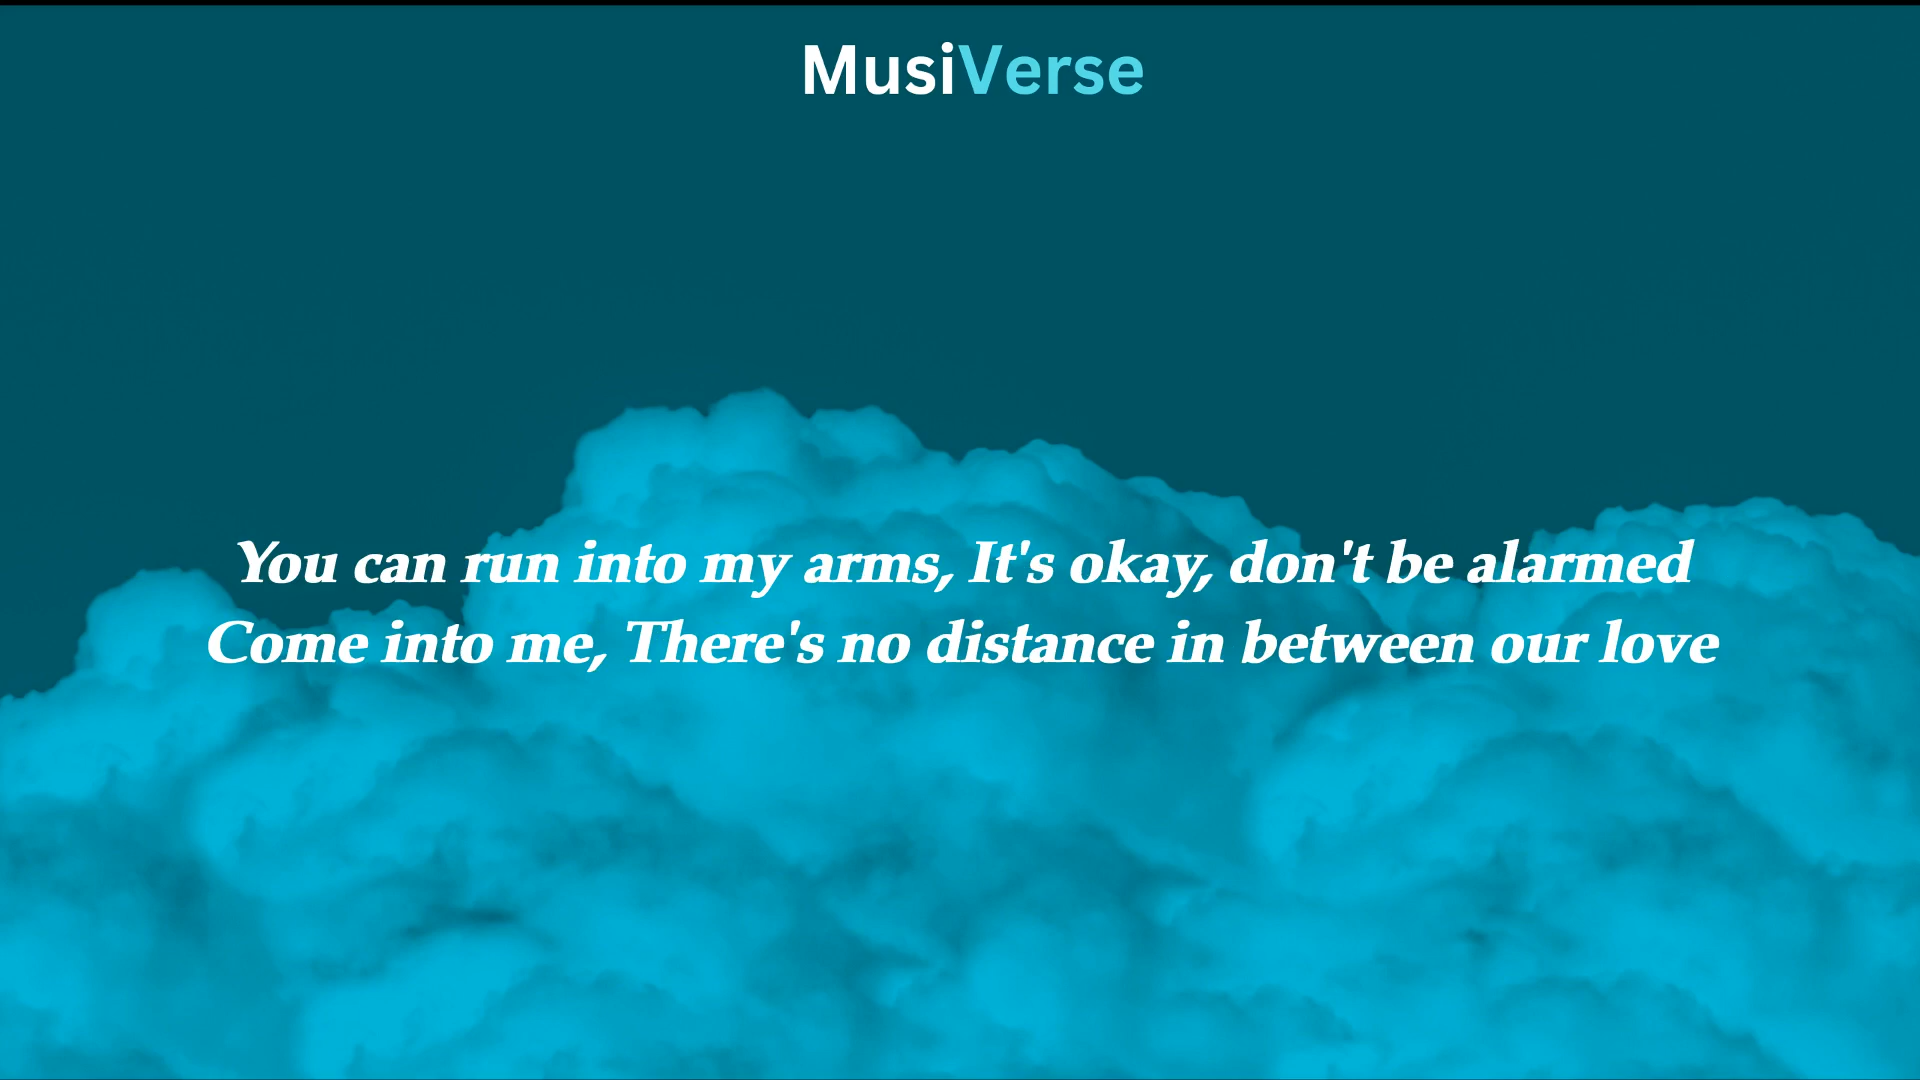 MusiVerse
You can run into my arms, It's okay, don't be alarmed
Come into me, There's no distance in between our love